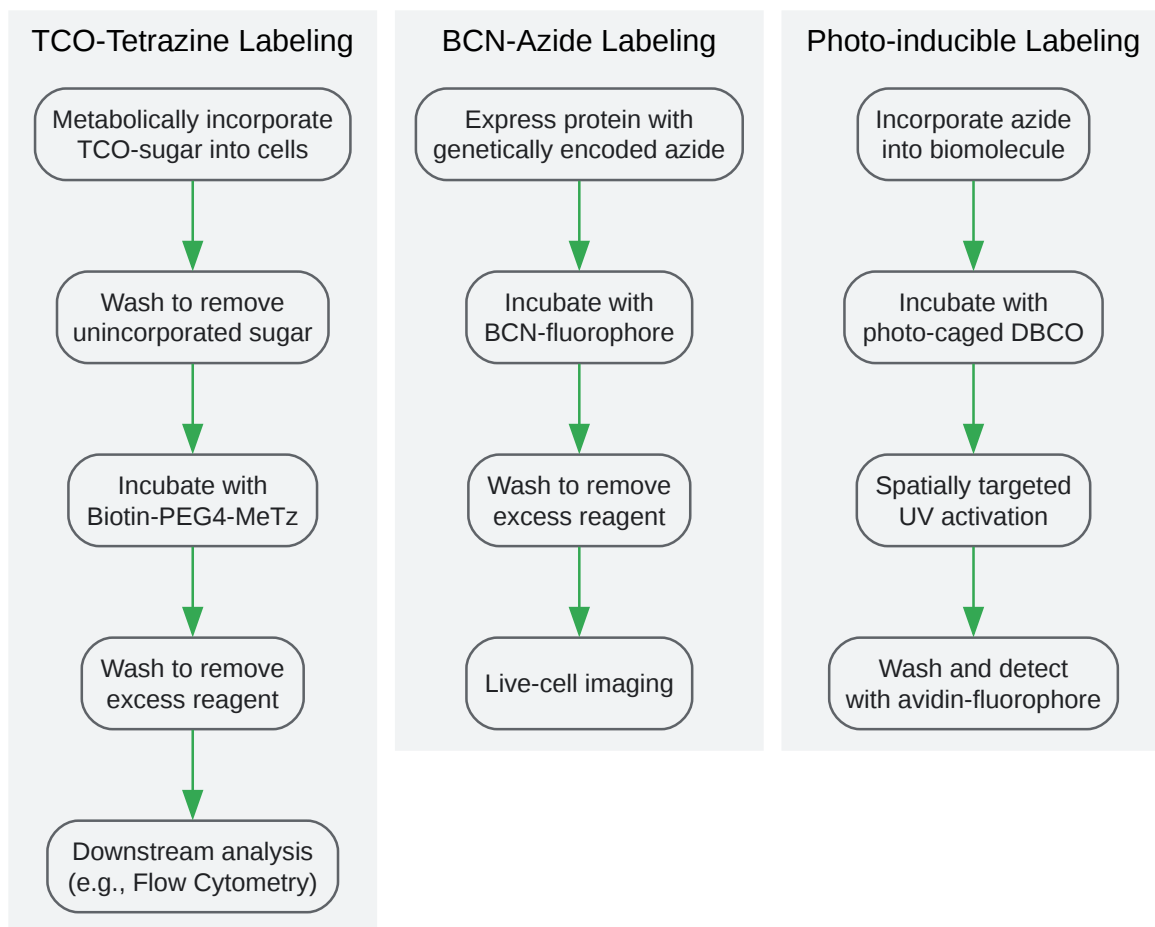 TCO-Tetrazine Labeling
Metabolically incorporate
TCO-sugar into cells
Wash to remove
unincorporated sugar
Incubate with
Biotin-PEG4-MeTz
Wash to remove
excess reagent
Downstream analysis
(e.g., Flow Cytometry)
BCN-Azide Labeling
Express protein with
genetically encoded azide
Incubate with
BCN-fluorophore
Wash to remove
excess reagent
Live-cell imaging
Photo-inducible Labeling
Incorporate azide
into biomolecule
Incubate with
photo-caged DBCO
Spatially targeted
UV activation
Wash and detect
with avidin-fluorophore